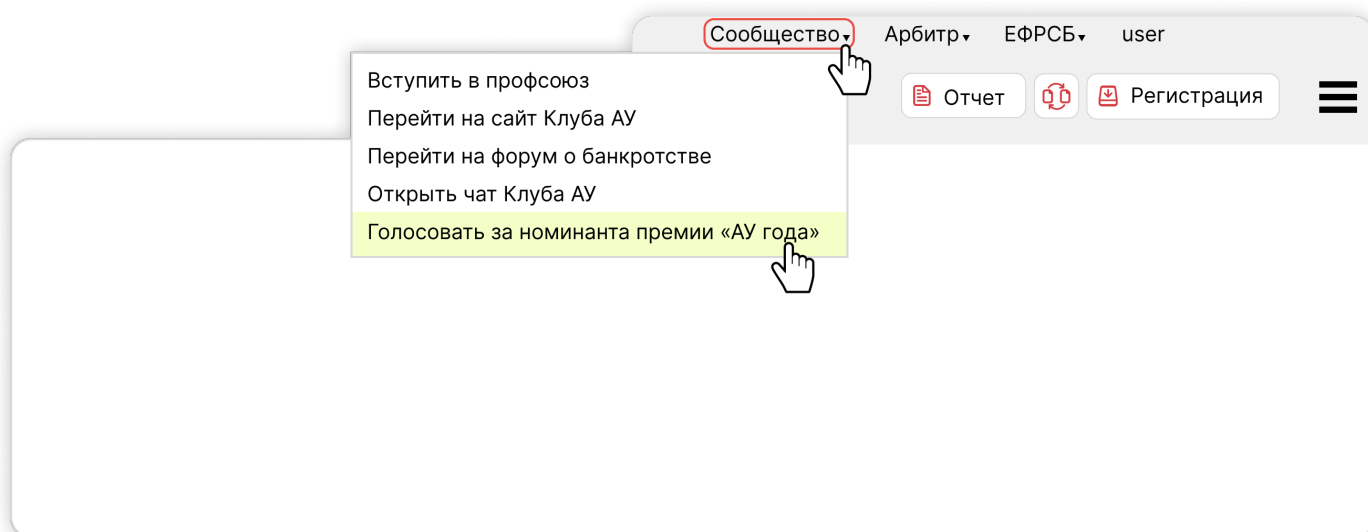 Сообщество Арбитр ЕФРСБ user
Отчет Регистрация
Вступить в профсоюз
Перейти на сайт Клуба АУ
Перейти на форум о банкротстве
Открыть чат Клуба АУ
Голосовать за номинанта премии «АУ года»